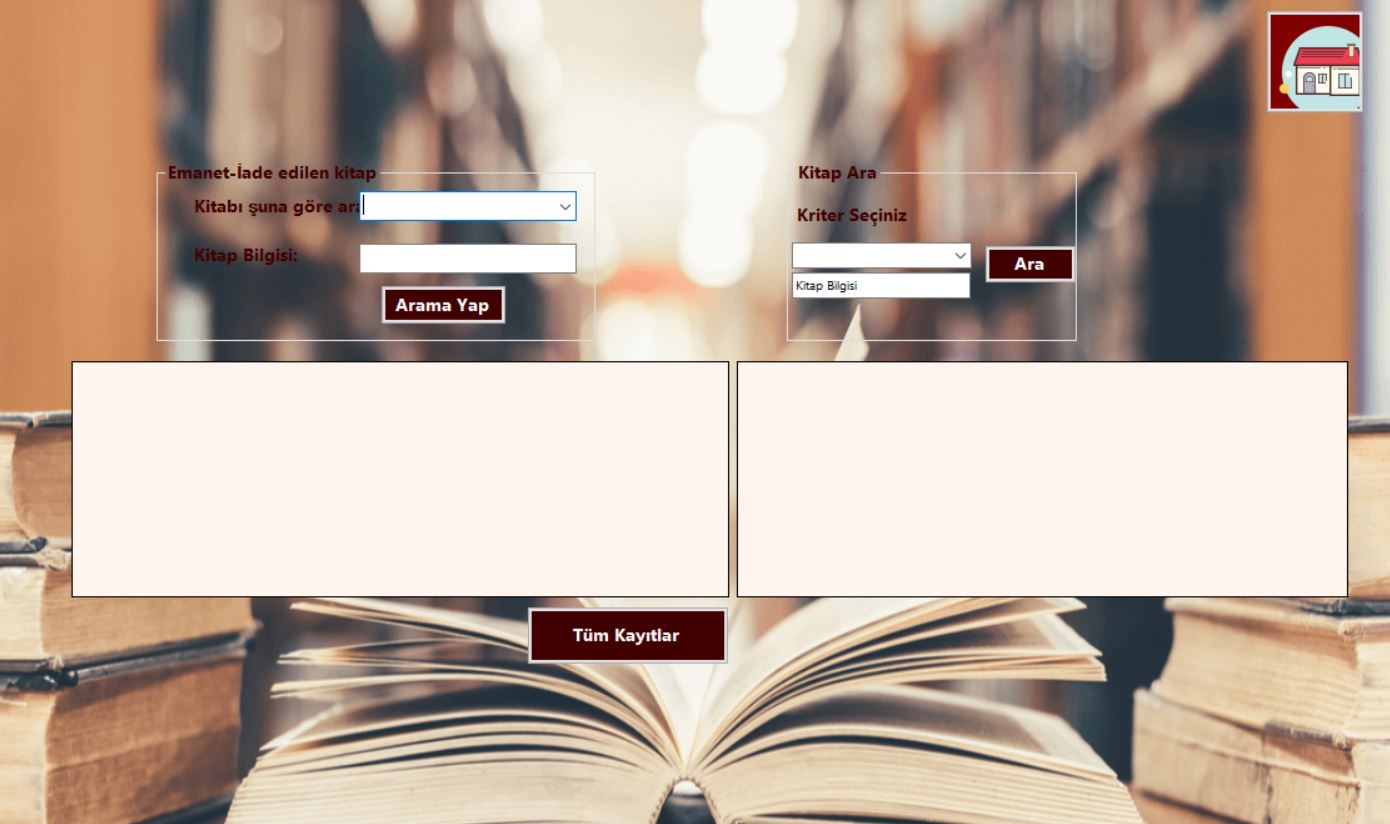 Emanet-İade edilen kitap
Kitabı şuna göre ara
Kitap Bilgisi:
Arama Yap
Kitap Ara
Kriter Seçiniz
Ara
Kitap Bilgisi
Tüm Kayıtlar